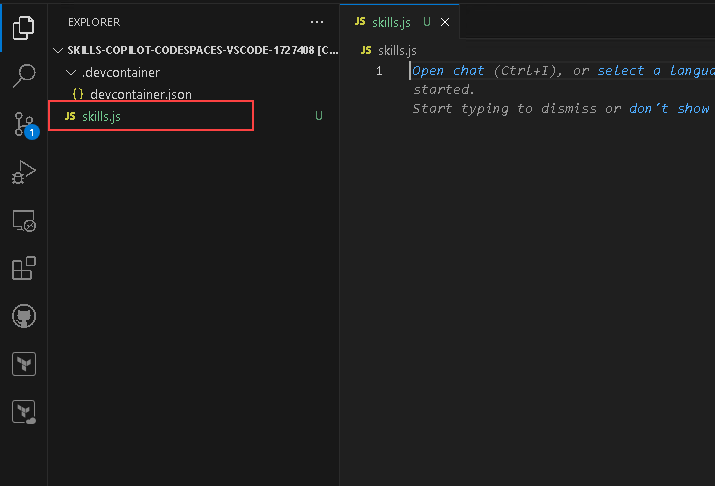 EXPLORER
SKILLS-COPILOT-CODESPACES-VSCODE-1727408 [C...
.devcontainer
{} devcontainer.json
JS skills.js U
1
JS skills.js U
JS skills.js
1 Open chat (Ctrl+I), or select a langua
started.
Start typing to dismiss or don't show